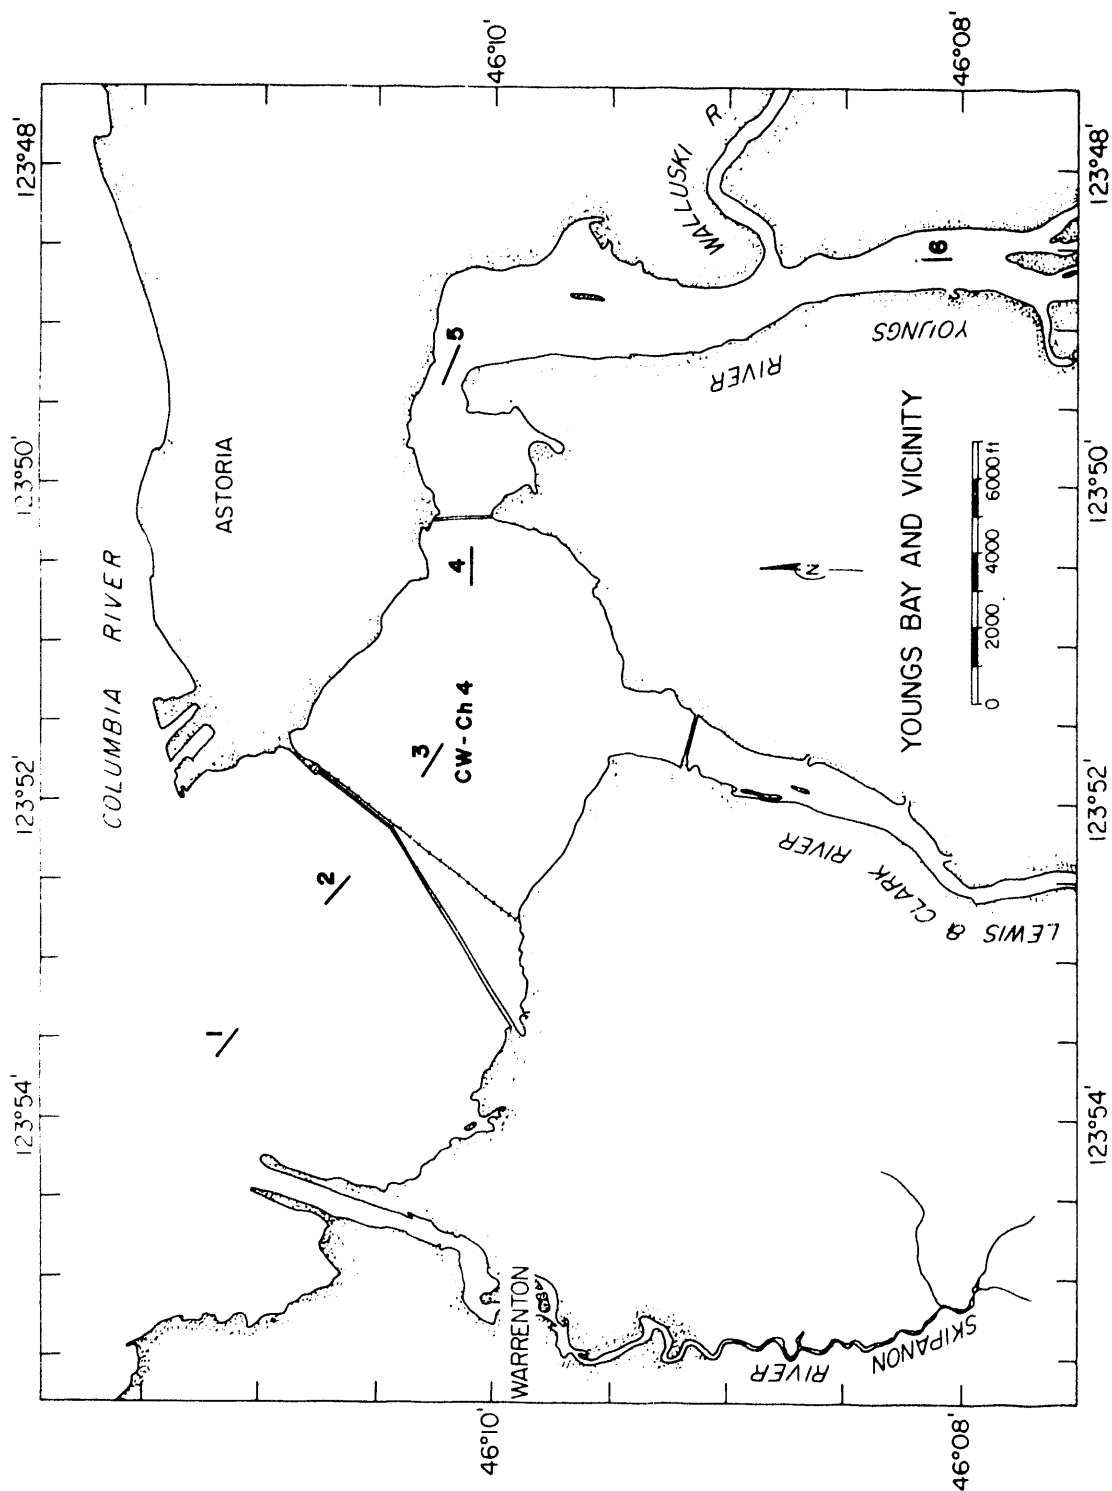 123°54'
123°52'
123°50'
123°48'
COLUMBIA RIVER
ASTORIA
1
2
3
CW-Ch 4
4
5
46°10'
46°10'
WARRENTON
WALLUSKI R
RIVER
YOUNGS
6
LEWIS & CLARK RIVER
SKIPANON RIVER
N
YOUNGS BAY AND VICINITY
0 2000 4000 6000ft
46°08'
46°08'
123°54'
123°52'
123°50'
123°48'